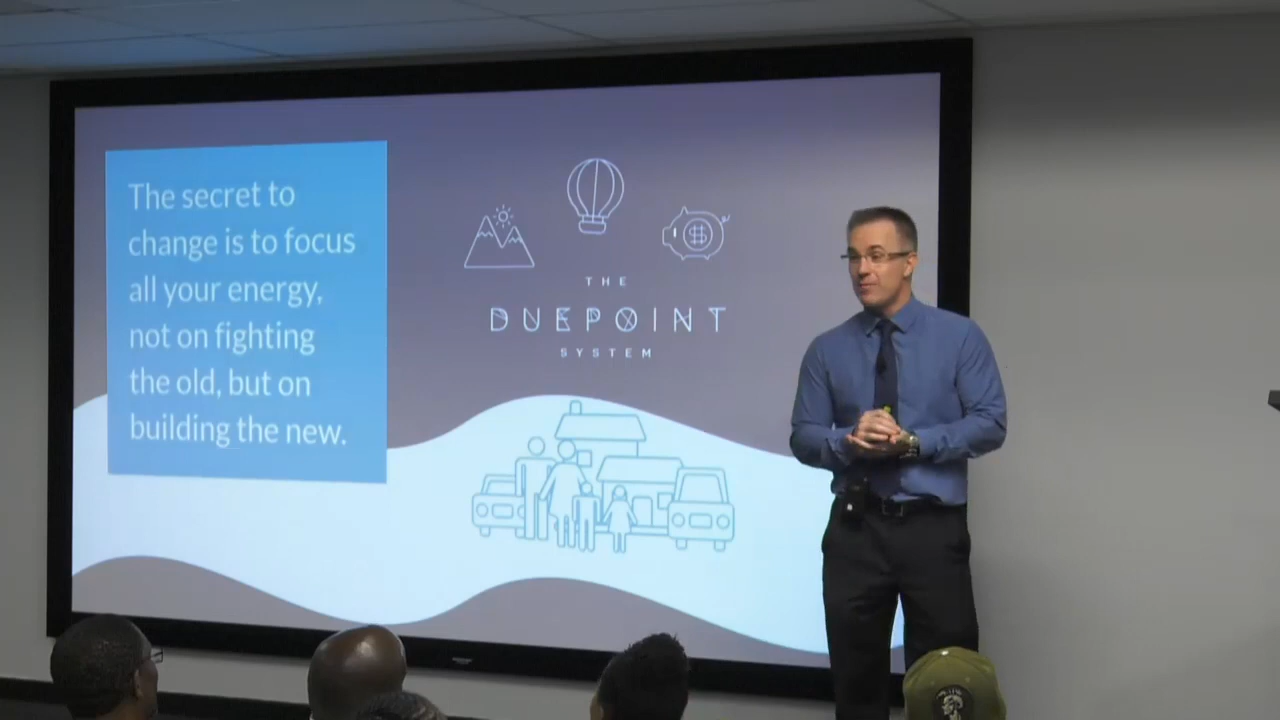 The secret to
change is to focus
all your energy,
not on fighting
the old, but on
building the new.
THE
DUEPOINT
SYSTEM